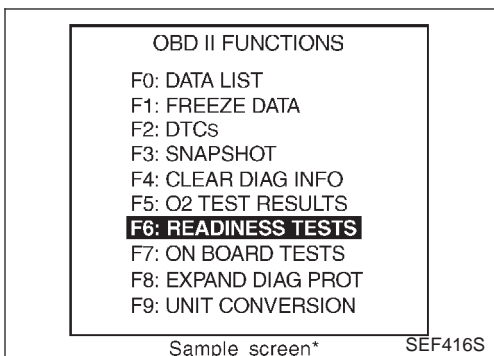 OBD II FUNCTIONS
F0: DATA LIST
F1: FREEZE DATA
F2: DTCs
F3: SNAPSHOT
F4: CLEAR DIAG INFO
F5: O2 TEST RESULTS
F6: READINESS TESTS
F7: ON BOARD TESTS
F8: EXPAND DIAG PROT
F9: UNIT CONVERSION
Sample screen*
SEF416S